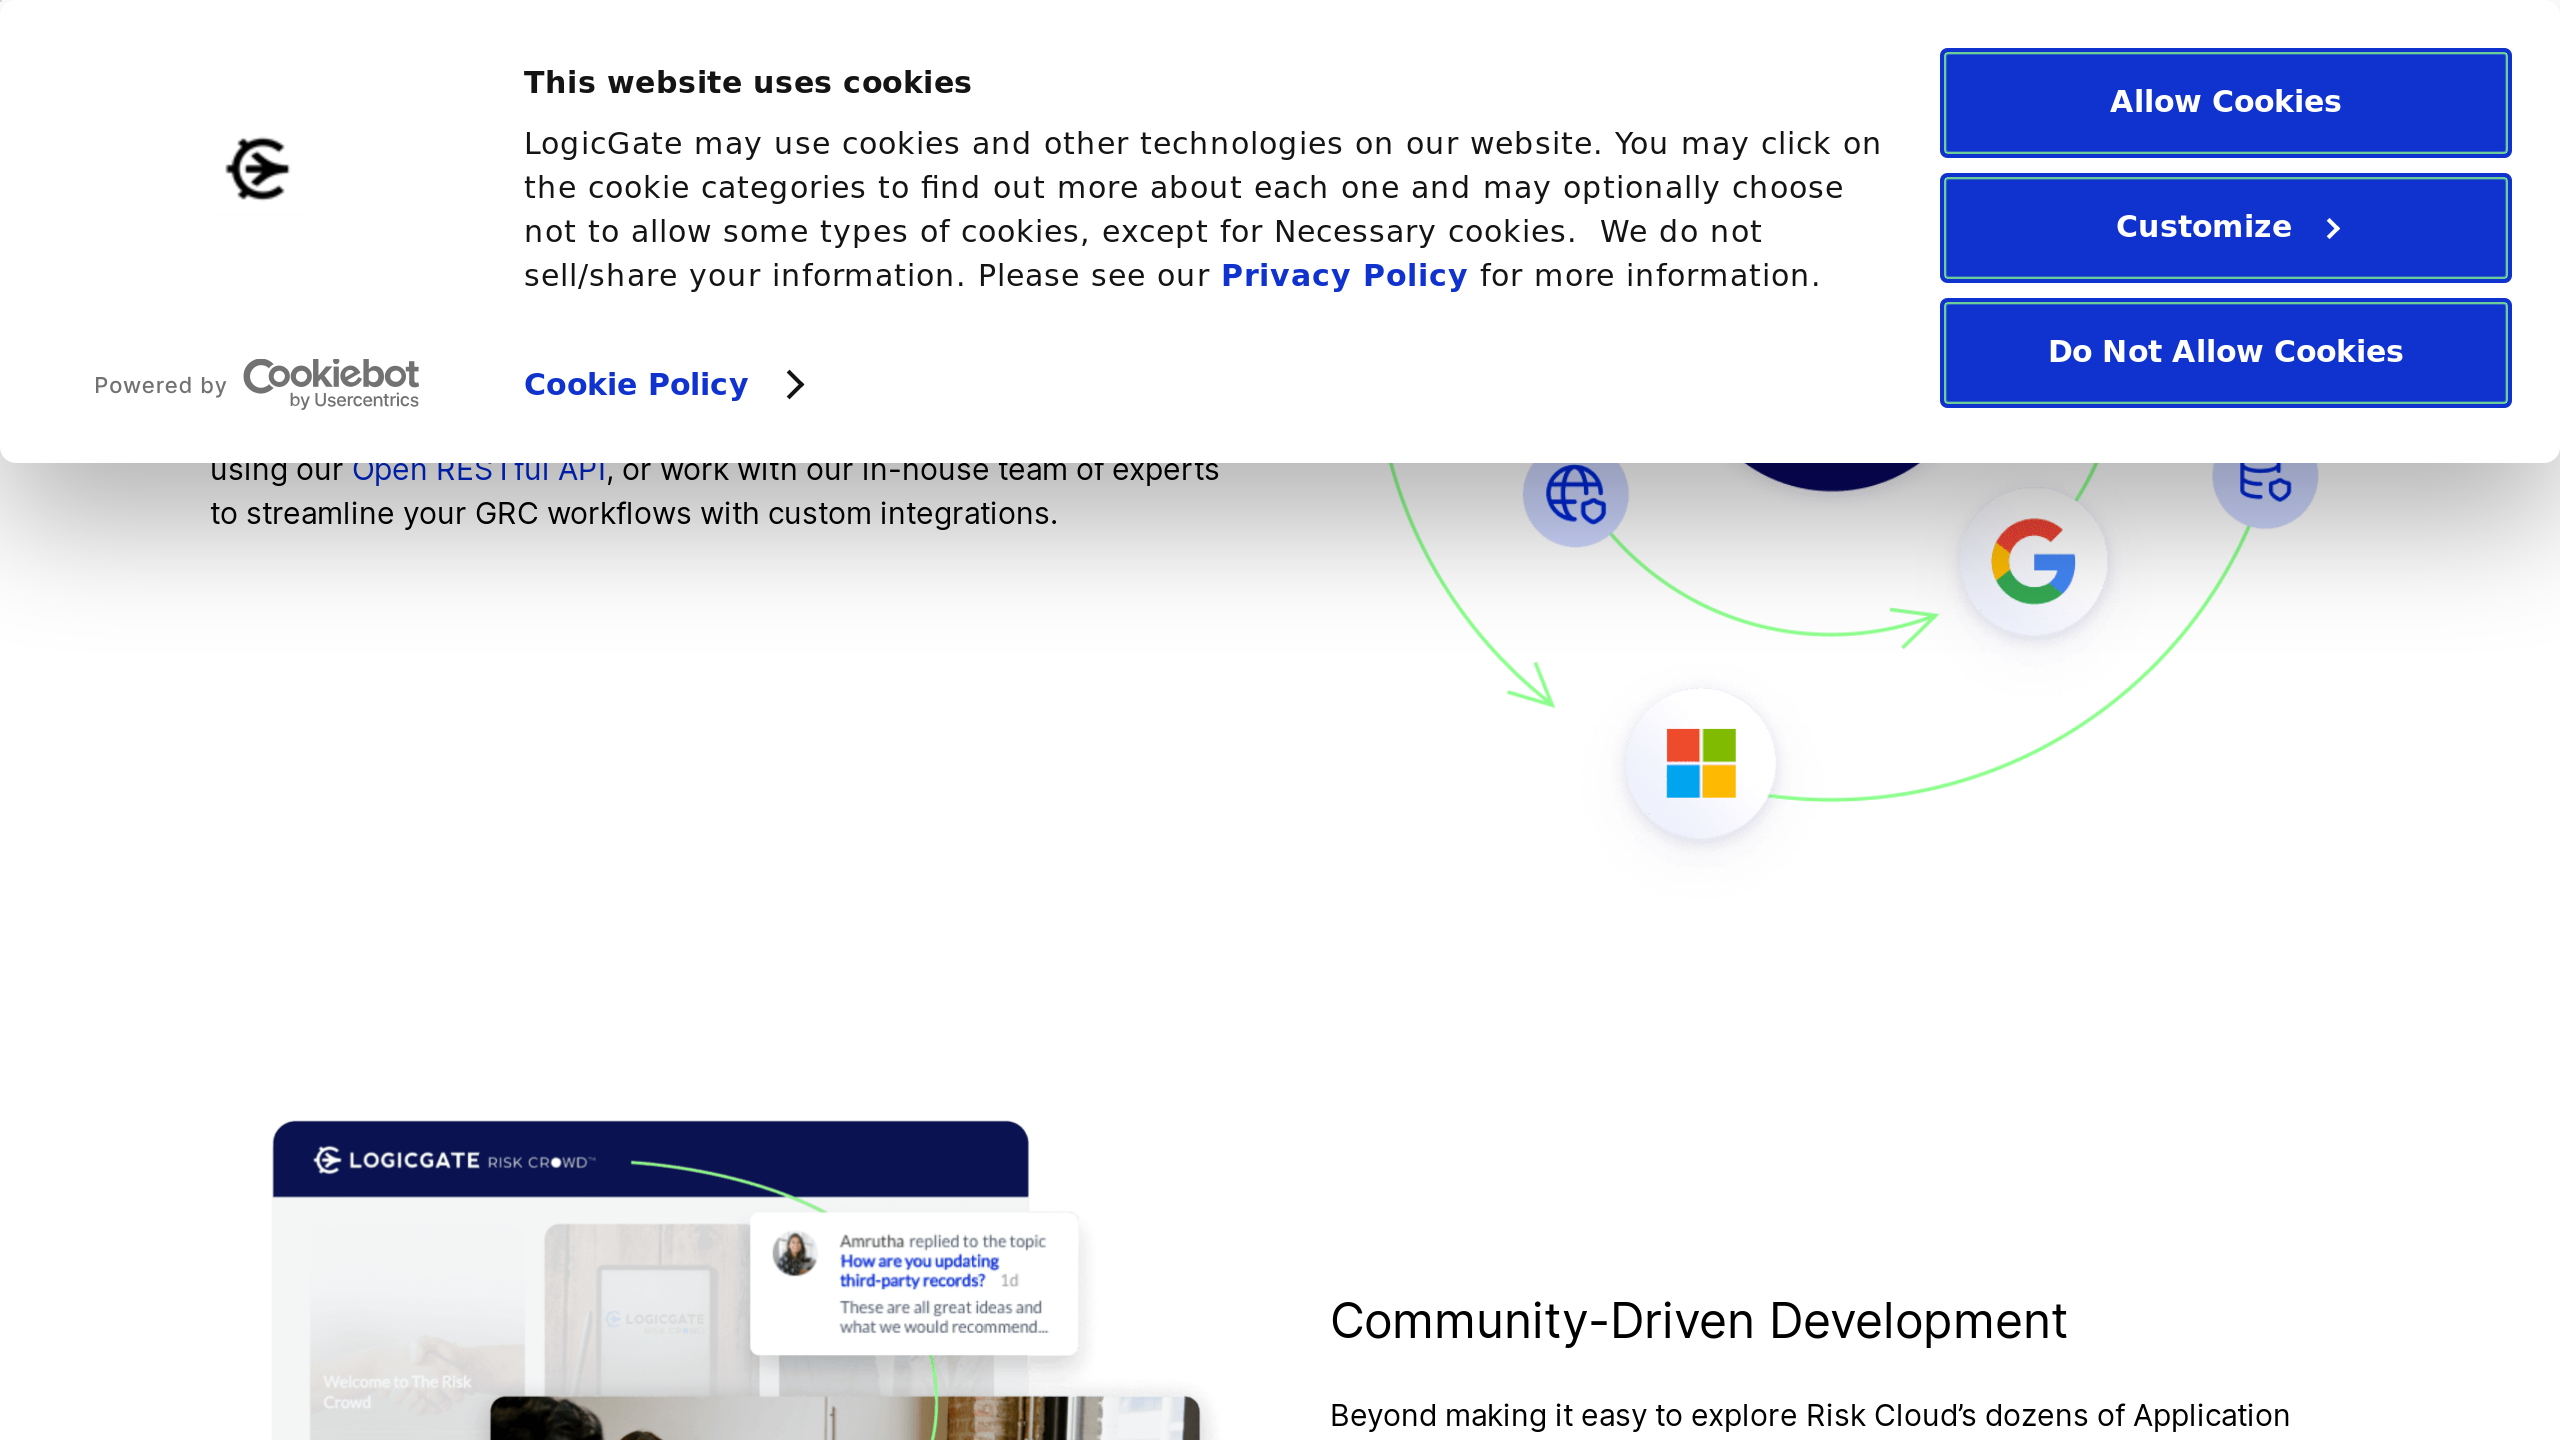 This website uses cookies
LogicGate may use cookies and other technologies on our website. You may click on
the cookie categories to find out more about each one and may optionally choose
not to allow some types of cookies, except for Necessary cookies.  We do not
sell/share your information. Please see our Privacy Policy for more information.
Powered by Cookiebot
by Usercentrics
Cookie Policy
Allow Cookies
Customize
Do Not Allow Cookies
using our Open RESTful API, or work with our in-house team of experts
to streamline your GRC workflows with custom integrations.
LOGICGATE RISK CROWD™
Amrutha replied to the topic
How are you updating
third-party records? 1d
These are all great ideas and
what we would recommend...
LOGICGATE
RISK CROWD
Welcome to The Risk
Crowd
Community-Driven Development
Beyond making it easy to explore Risk Cloud’s dozens of Application